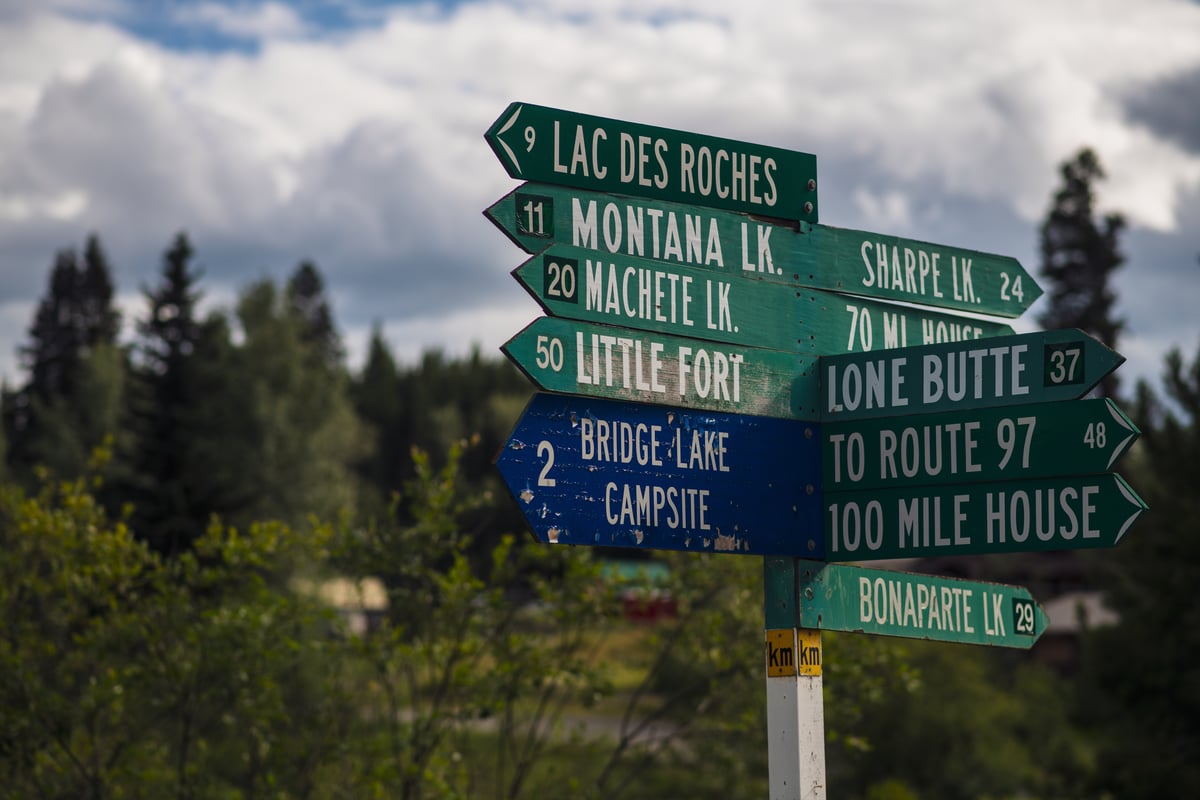 9 LAC DES ROCHES
11 MONTANA LK.
SHARPE LK. 24
20 MACHETE LK.
70 MI HOUSE
50 LITTLE FORT
LONE BUTTE 37
TO ROUTE 97 48
100 MILE HOUSE
2 BRIDGE LAKE
CAMPSITE
BONAPARTE LK 29
km km